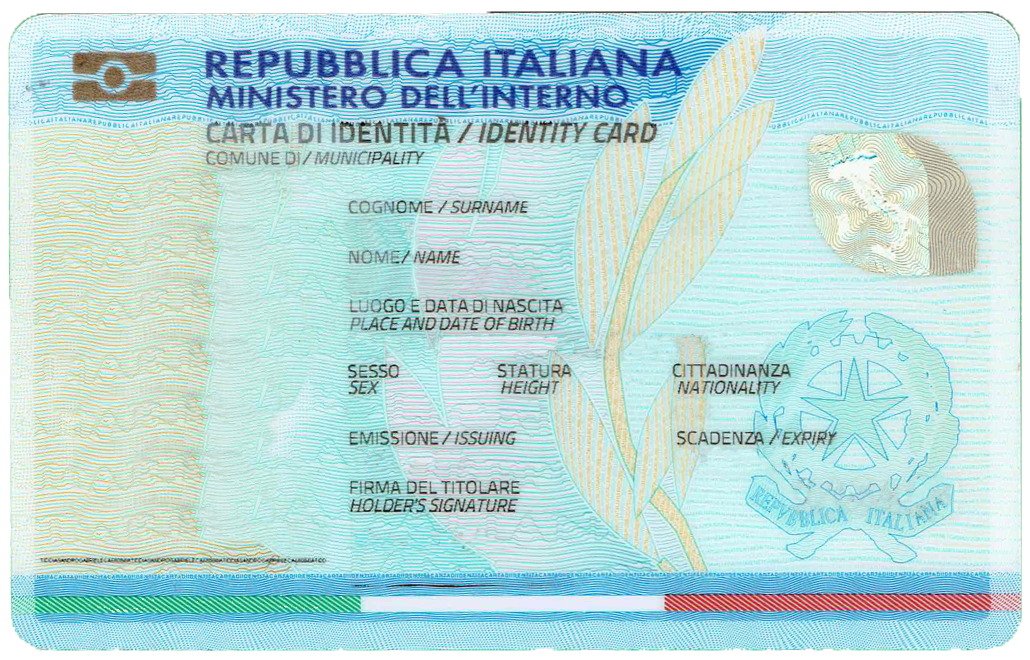 REPUBBLICA ITALIANA
MINISTERO DELL'INTERNO
CARTA DI IDENTITÀ / IDENTITY CARD
COMUNE DI / MUNICIPALITY
COGNOME / SURNAME
NOME / NAME
LUOGO E DATA DI NASCITA
PLACE AND DATE OF BIRTH
SESSO STATURA CITTADINANZA
SEX HEIGHT NATIONALITY
EMISSIONE / ISSUING SCADENZA / EXPIRY
FIRMA DEL TITOLARE
HOLDER'S SIGNATURE
REPVBBLICA ITALIANA